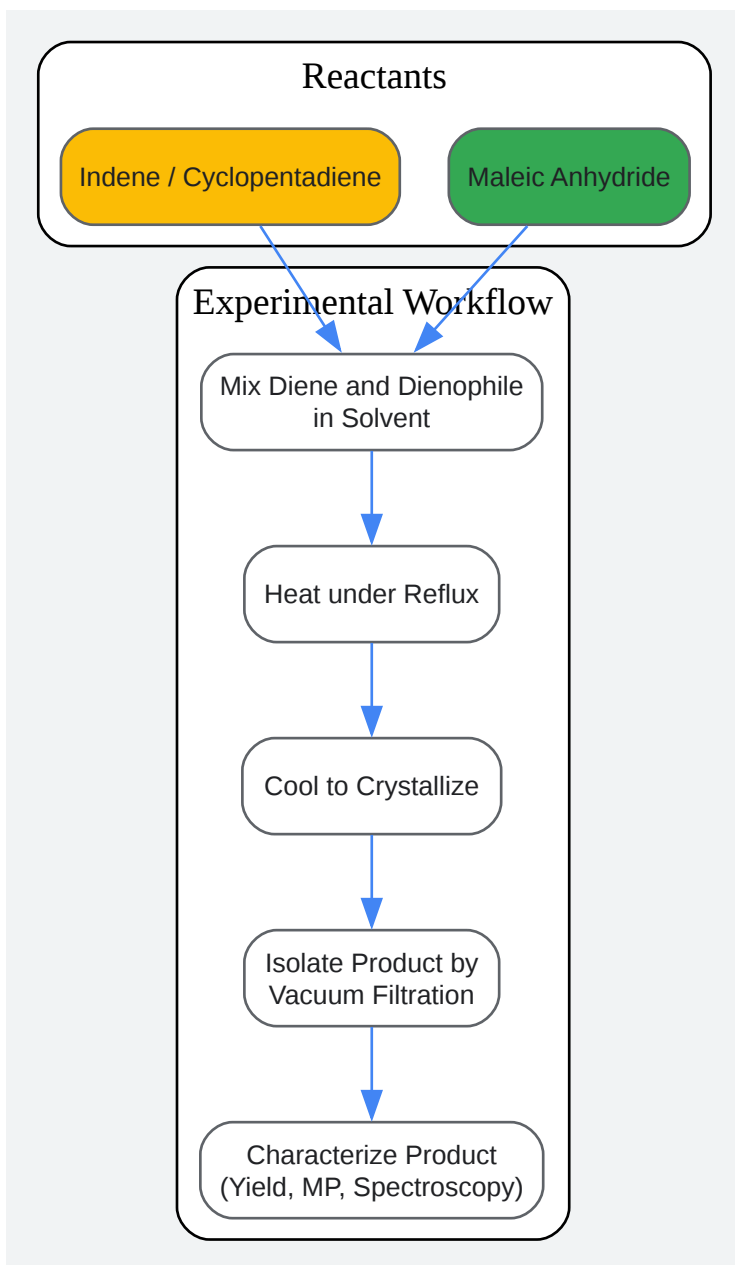 Reactants
Indene / Cyclopentadiene
Maleic Anhydride
Experimental Workflow
Mix Diene and Dienophile
in Solvent
Heat under Reflux
Cool to Crystallize
Isolate Product by
Vacuum Filtration
Characterize Product
(Yield, MP, Spectroscopy)